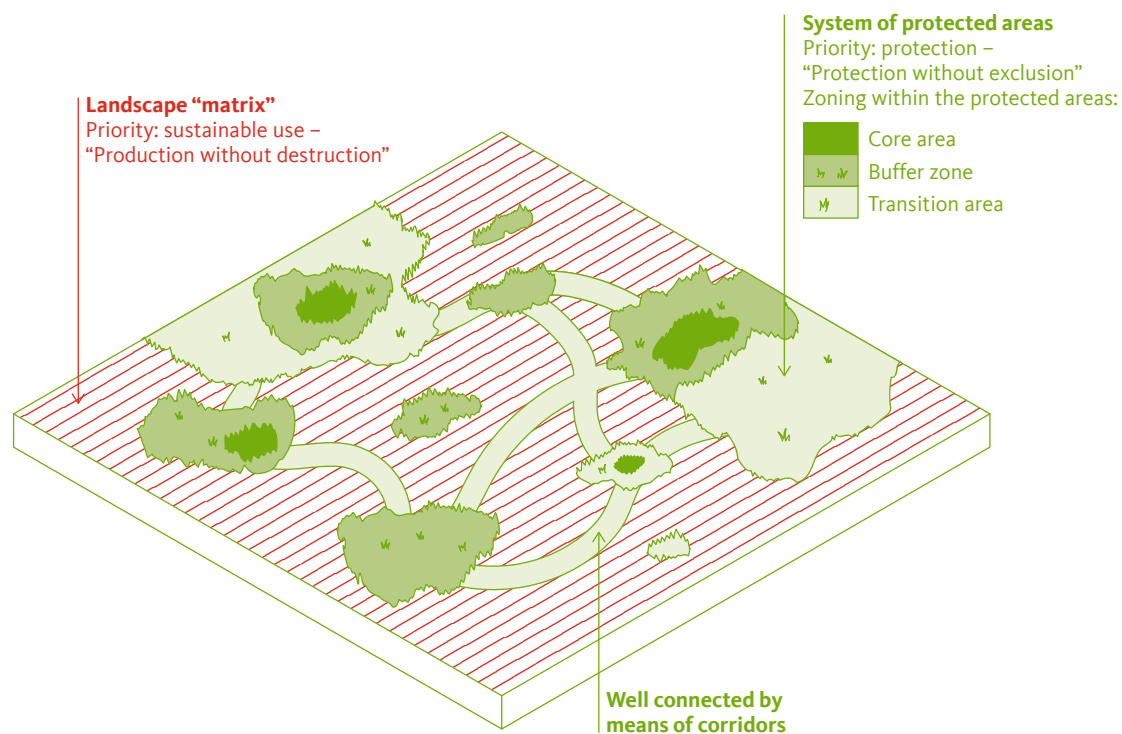 Landscape “matrix”
Priority: sustainable use –
“Production without destruction”
System of protected areas
Priority: protection –
“Protection without exclusion”
Zoning within the protected areas:
Core area
Buffer zone
Transition area
Well connected by
means of corridors